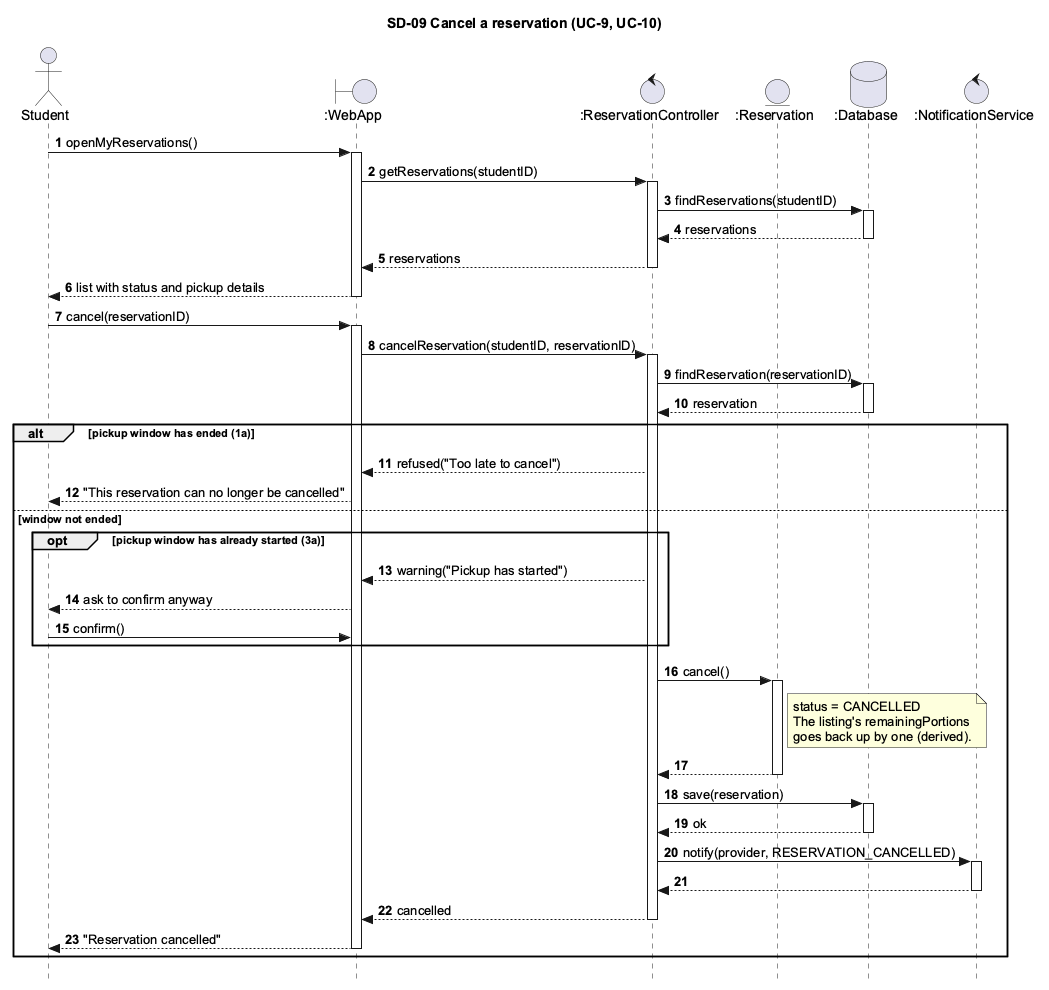 SD-09 Cancel a reservation (UC-9, UC-10)
Student
:WebApp
:ReservationController
:Reservation
:Database
:NotificationService
1 openMyReservations()
2 getReservations(studentID)
3 findReservations(studentID)
4 reservations
5 reservations
6 list with status and pickup details
7 cancel(reservationID)
8 cancelReservation(studentID, reservationID)
9 findReservation(reservationID)
10 reservation
alt [pickup window has ended (1a)]
11 refused("Too late to cancel")
12 "This reservation can no longer be cancelled"
[window not ended]
opt [pickup window has already started (3a)]
13 warning("Pickup has started")
14 ask to confirm anyway
15 confirm()
16 cancel()
status = CANCELLED
The listing's remainingPortions
goes back up by one (derived).
17
18 save(reservation)
19 ok
20 notify(provider, RESERVATION_CANCELLED)
21
22 cancelled
23 "Reservation cancelled"